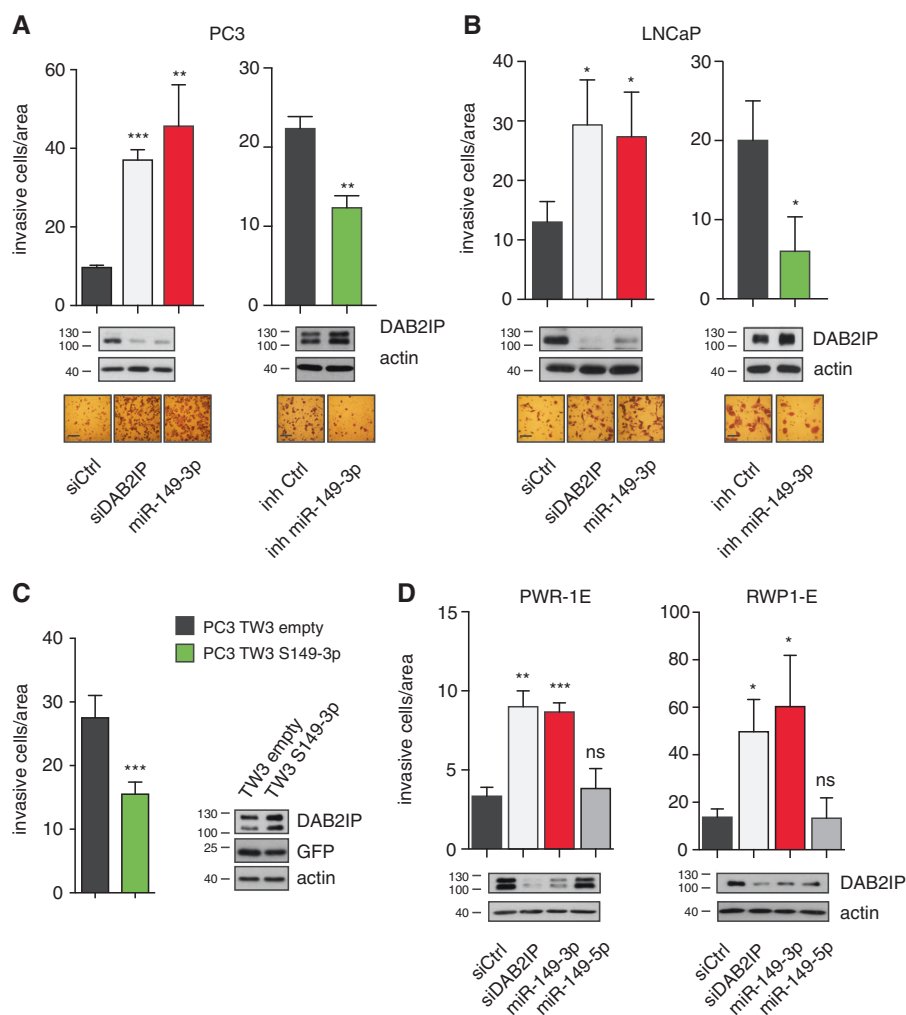 A
PC3
invasive cells/area
60
40
20
0
***
**
30
20
10
0
**
130
100
40
DAB2IP
actin
siCtrl
siDAB2IP
miR-149-3p
inh Ctrl
inh miR-149-3p
B
LNCaP
invasive cells/area
40
30
20
10
0
*
*
30
20
10
0
*
130
100
40
DAB2IP
actin
siCtrl
siDAB2IP
miR-149-3p
inh Ctrl
inh miR-149-3p
C
PC3 TW3 empty
PC3 TW3 S149-3p
invasive cells/area
40
30
20
10
0
***
TW3 empty
TW3 S149-3p
130
100
25
40
DAB2IP
GFP
actin
D
PWR-1E
invasive cells/area
15
10
5
0
**
***
ns
130
100
40
siCtrl
siDAB2IP
miR-149-3p
miR-149-5p
RWP1-E
100
80
60
40
20
0
*
*
ns
130
100
40
DAB2IP
actin
siCtrl
siDAB2IP
miR-149-3p
miR-149-5p